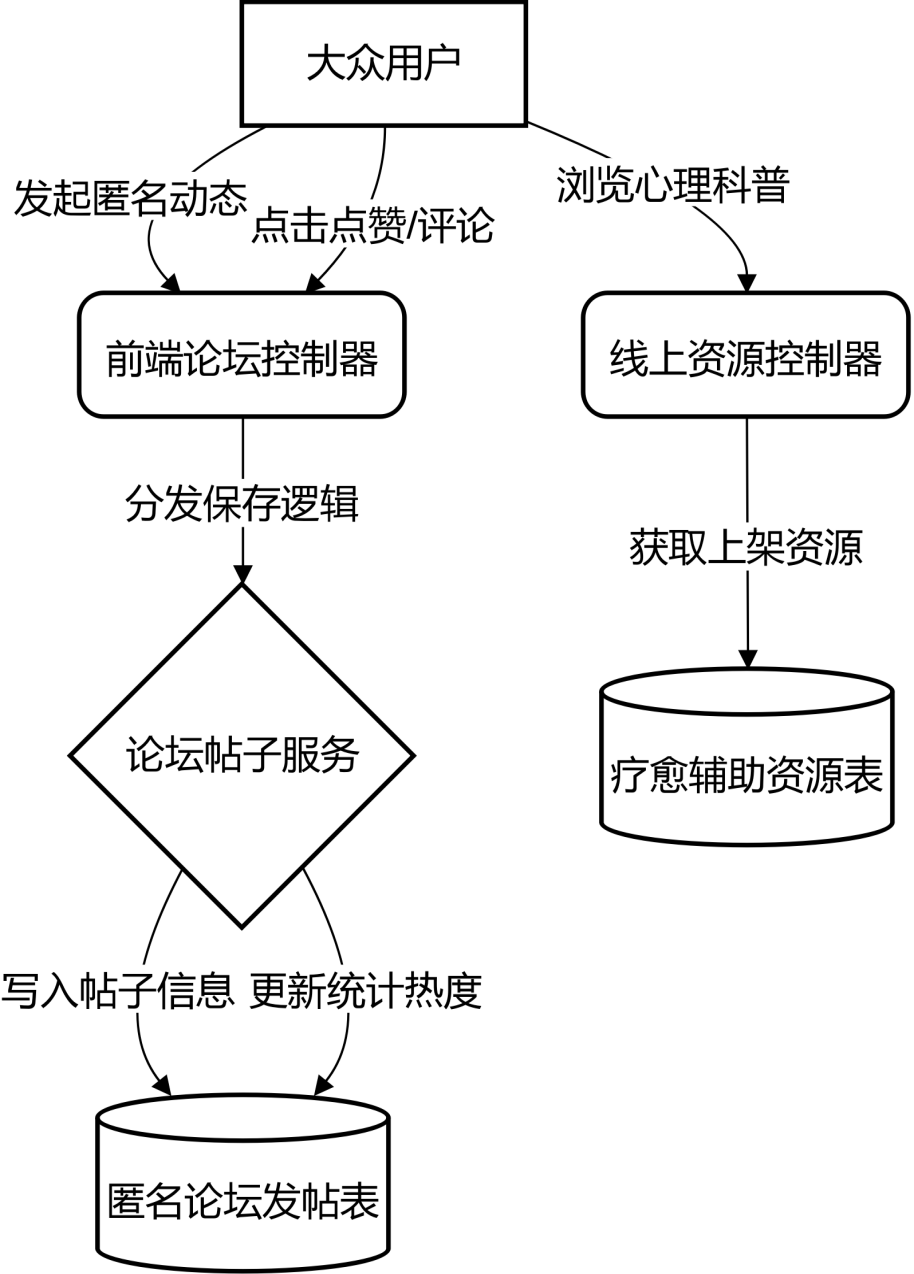 大众用户
发起匿名动态
点击点赞/评论
浏览心理科普
前端论坛控制器
线上资源控制器
分发保存逻辑
获取上架资源
论坛帖子服务
疗愈辅助资源表
写入帖子信息
更新统计热度
匿名论坛发帖表